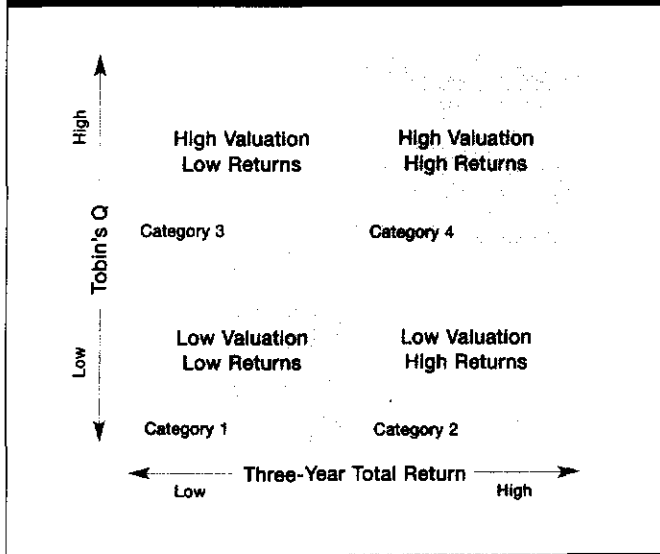 High
High Valuation
Low Returns
High Valuation
High Returns
Tobin's Q
Category 3
Category 4
Low
Low Valuation
Low Returns
Low Valuation
High Returns
Category 1
Category 2
Three-Year Total Return
Low
High